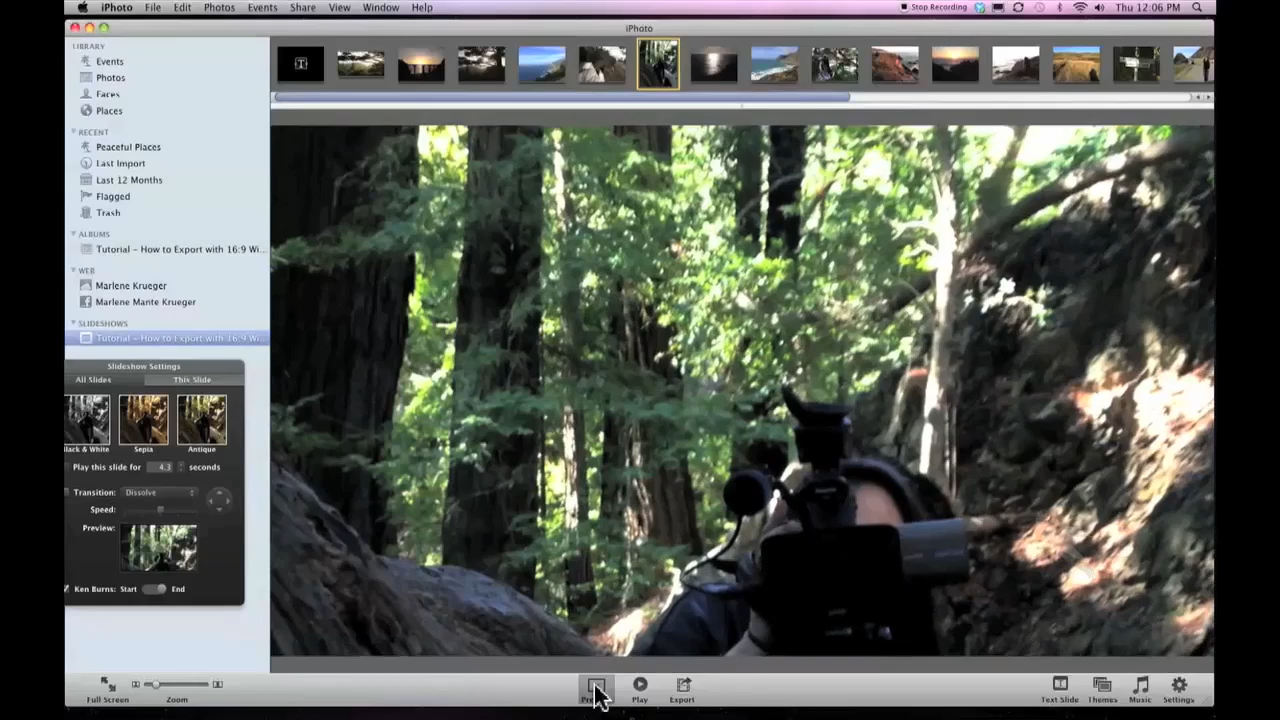 iPhoto File Edit Photos Events Share View Window Help Stop Recording Thu 12:06 PM
iPhoto
LIBRARY
Events
Photos
Faces
Places
RECENT
Peaceful Places
Last Import
Last 12 Months
Flagged
Trash
ALBUMS
Tutorial – How to Export with 16:9 Wi...
WEB
Marlene Krueger
Marlene Mante Krueger
SLIDESHOWS
Tutorial – How to Export with 16:9 Wi...
Slideshow Settings
All Slides This Slide
Black & White Sepia Antique
Play this slide for 4.3 seconds
Transition: Dissolve
Speed:
Preview:
Ken Burns: Start End
Full Screen Zoom Play Export Text Slide Themes Music Settings